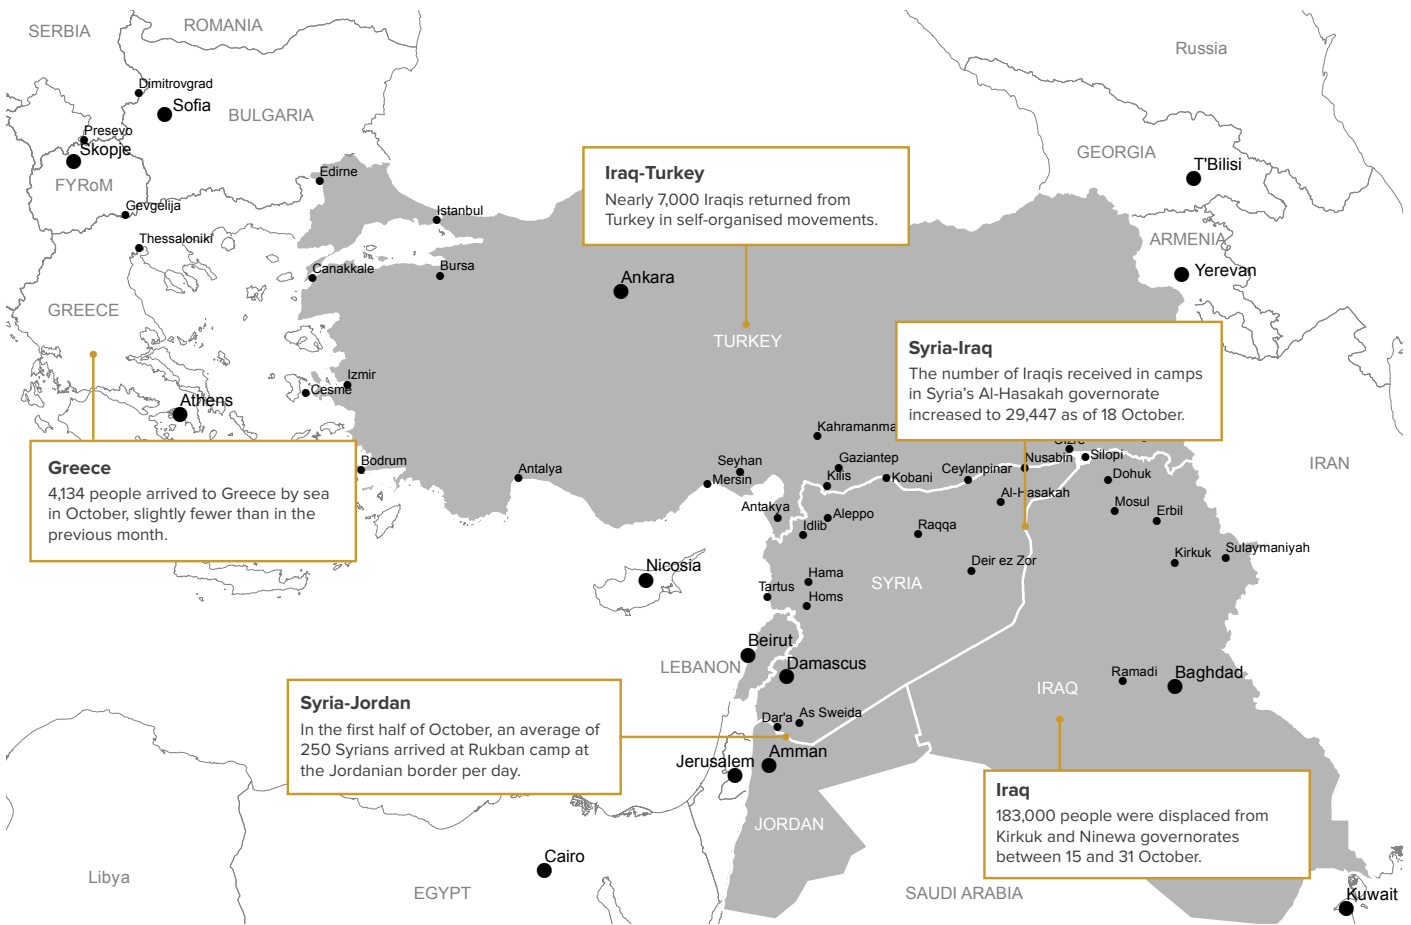 SERBIA
ROMANIA
Russia
Dimitrovgrad
Sofia
BULGARIA
Presevo
Skopje
FYRoM
Edirne
GEORGIA
T'Bilisi
Iraq-Turkey
Nearly 7,000 Iraqis returned from
Turkey in self-organised movements.
Gevgelija
Istanbul
Thessaloniki
ARMENIA
Yerevan
Canakkale
Bursa
Ankara
GREECE
TURKEY
Syria-Iraq
The number of Iraqis received in camps
in Syria's Al-Hasakah governorate
increased to 29,447 as of 18 October.
Izmir
Cesme
Athens
Greece
4,134 people arrived to Greece by sea
in October, slightly fewer than in the
previous month.
Bodrum
Antalya
Seyhan
Mersin
Kahramanma
Gaziantep
Kilis
Kobani
Ceylanpinar
Nusabin
Silopi
Dohuk
IRAN
Antakya
Idlib
Aleppo
Raqqa
Al-Hasakah
Mosul
Erbil
Kirkuk
Sulaymaniyah
Deir ez Zor
Nicosia
Tartus
Hama
Homs
SYRIA
Beirut
LEBANON
Damascus
Ramadi
Baghdad
IRAQ
Syria-Jordan
In the first half of October, an average of
250 Syrians arrived at Rukban camp at
the Jordanian border per day.
Dar'a
As Sweida
Amman
Jerusalem
JORDAN
Iraq
183,000 people were displaced from
Kirkuk and Ninewa governorates
between 15 and 31 October.
Libya
Cairo
EGYPT
SAUDI ARABIA
Kuwait